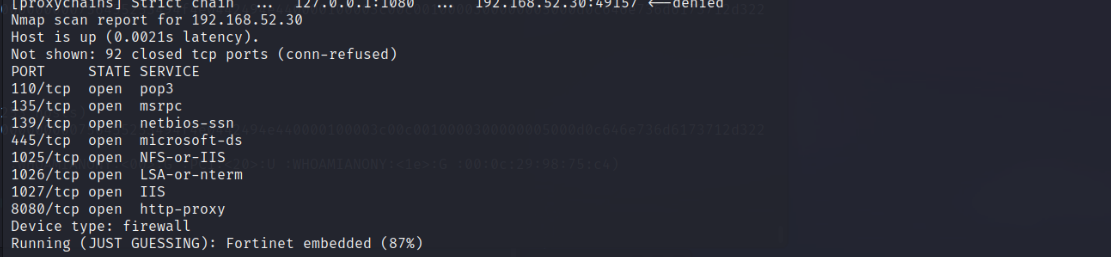 [proxychains] Strict chain ... 127.0.0.1:1080 ... 192.168.52.30:49157 <--denied
Nmap scan report for 192.168.52.30
Host is up (0.0021s latency).
Not shown: 92 closed tcp ports (conn-refused)
PORT STATE SERVICE
110/tcp open pop3
135/tcp open msrpc
139/tcp open netbios-ssn
445/tcp open microsoft-ds
1025/tcp open NFS-or-IIS
1026/tcp open LSA-or-nterm
1027/tcp open IIS
8080/tcp open http-proxy
Device type: firewall
Running (JUST GUESSING): Fortinet embedded (87%)